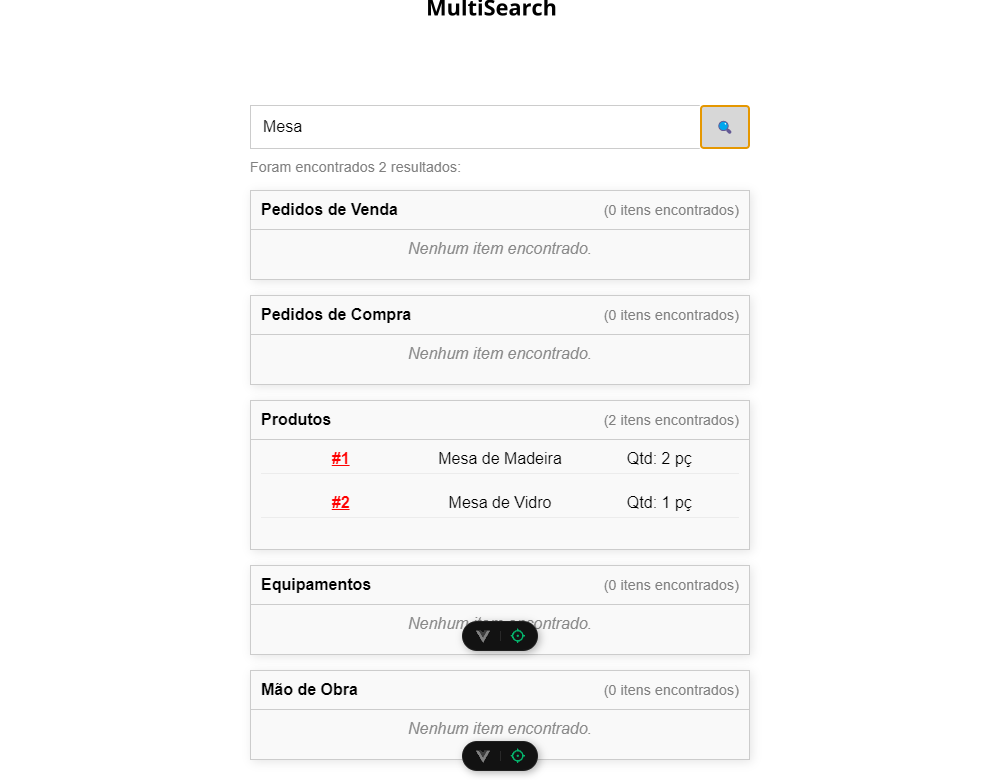 MultiSearch
Mesa
Foram encontrados 2 resultados:
Pedidos de Venda (0 itens encontrados)
Nenhum item encontrado.
Pedidos de Compra (0 itens encontrados)
Nenhum item encontrado.
Produtos (2 itens encontrados)
#1 Mesa de Madeira Qtd: 2 pç
#2 Mesa de Vidro Qtd: 1 pç
Equipamentos (0 itens encontrados)
Nenhum item encontrado.
Mão de Obra (0 itens encontrados)
Nenhum item encontrado.